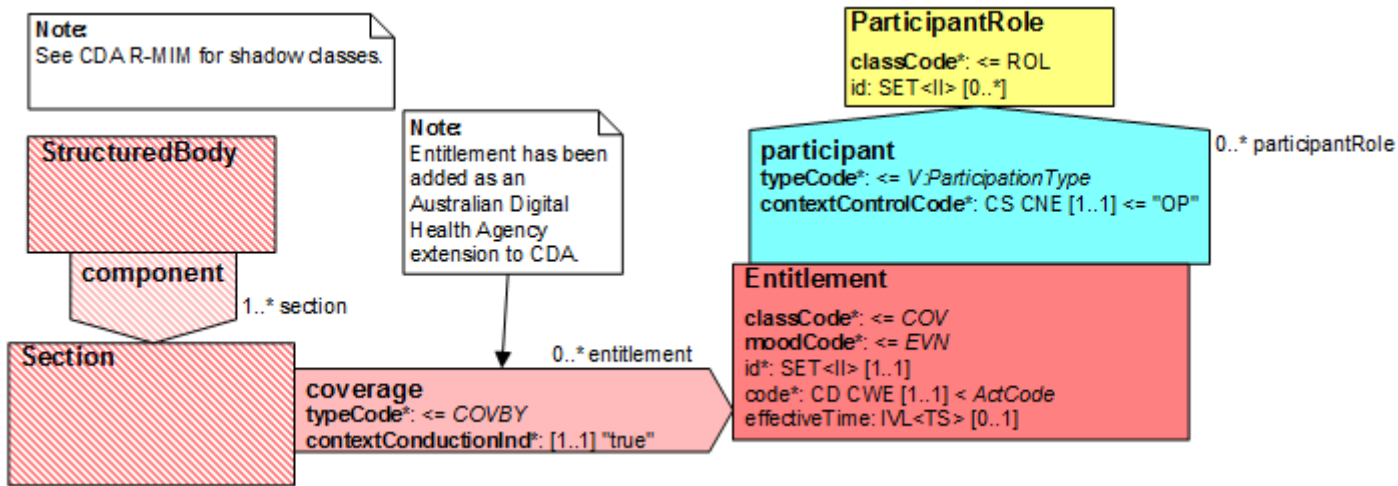 Note:
See CDA R-MIM for shadow classes.
ParticipantRole
classCode*: <= ROL
id: SET<II> [0..*]
Note:
Entitlement has been
added as an
Australian Digital
Health Agency
extension to CDA.
participant
typeCode*: <= V:ParticipationType
contextControlCode*: CS CNE [1..1] <= "OP"
0..* participantRole
StructuredBody
component
1..* section
Section
0..* entitlement
coverage
typeCode*: <= COVBY
contextConductionInd*: [1..1] "true"
Entitlement
classCode*: <= COV
moodCode*: <= EVN
id*: SET<II> [1..1]
code*: CD CWE [1..1] < ActCode
effectiveTime: IVL<TS> [0..1]